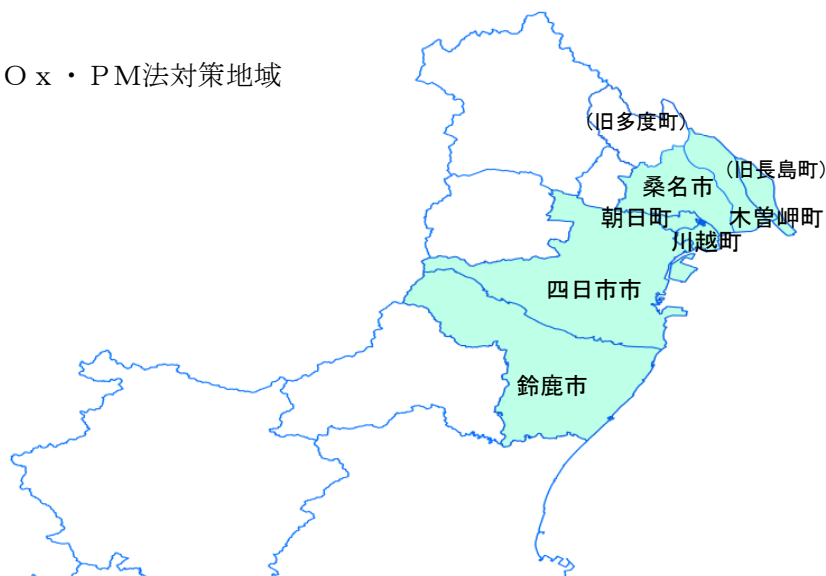 Ｏｘ・ＰＭ法対策地域
(旧多度町)
(旧長島町)
桑名市
朝日町
木曽岬町
川越町
四日市市
鈴鹿市